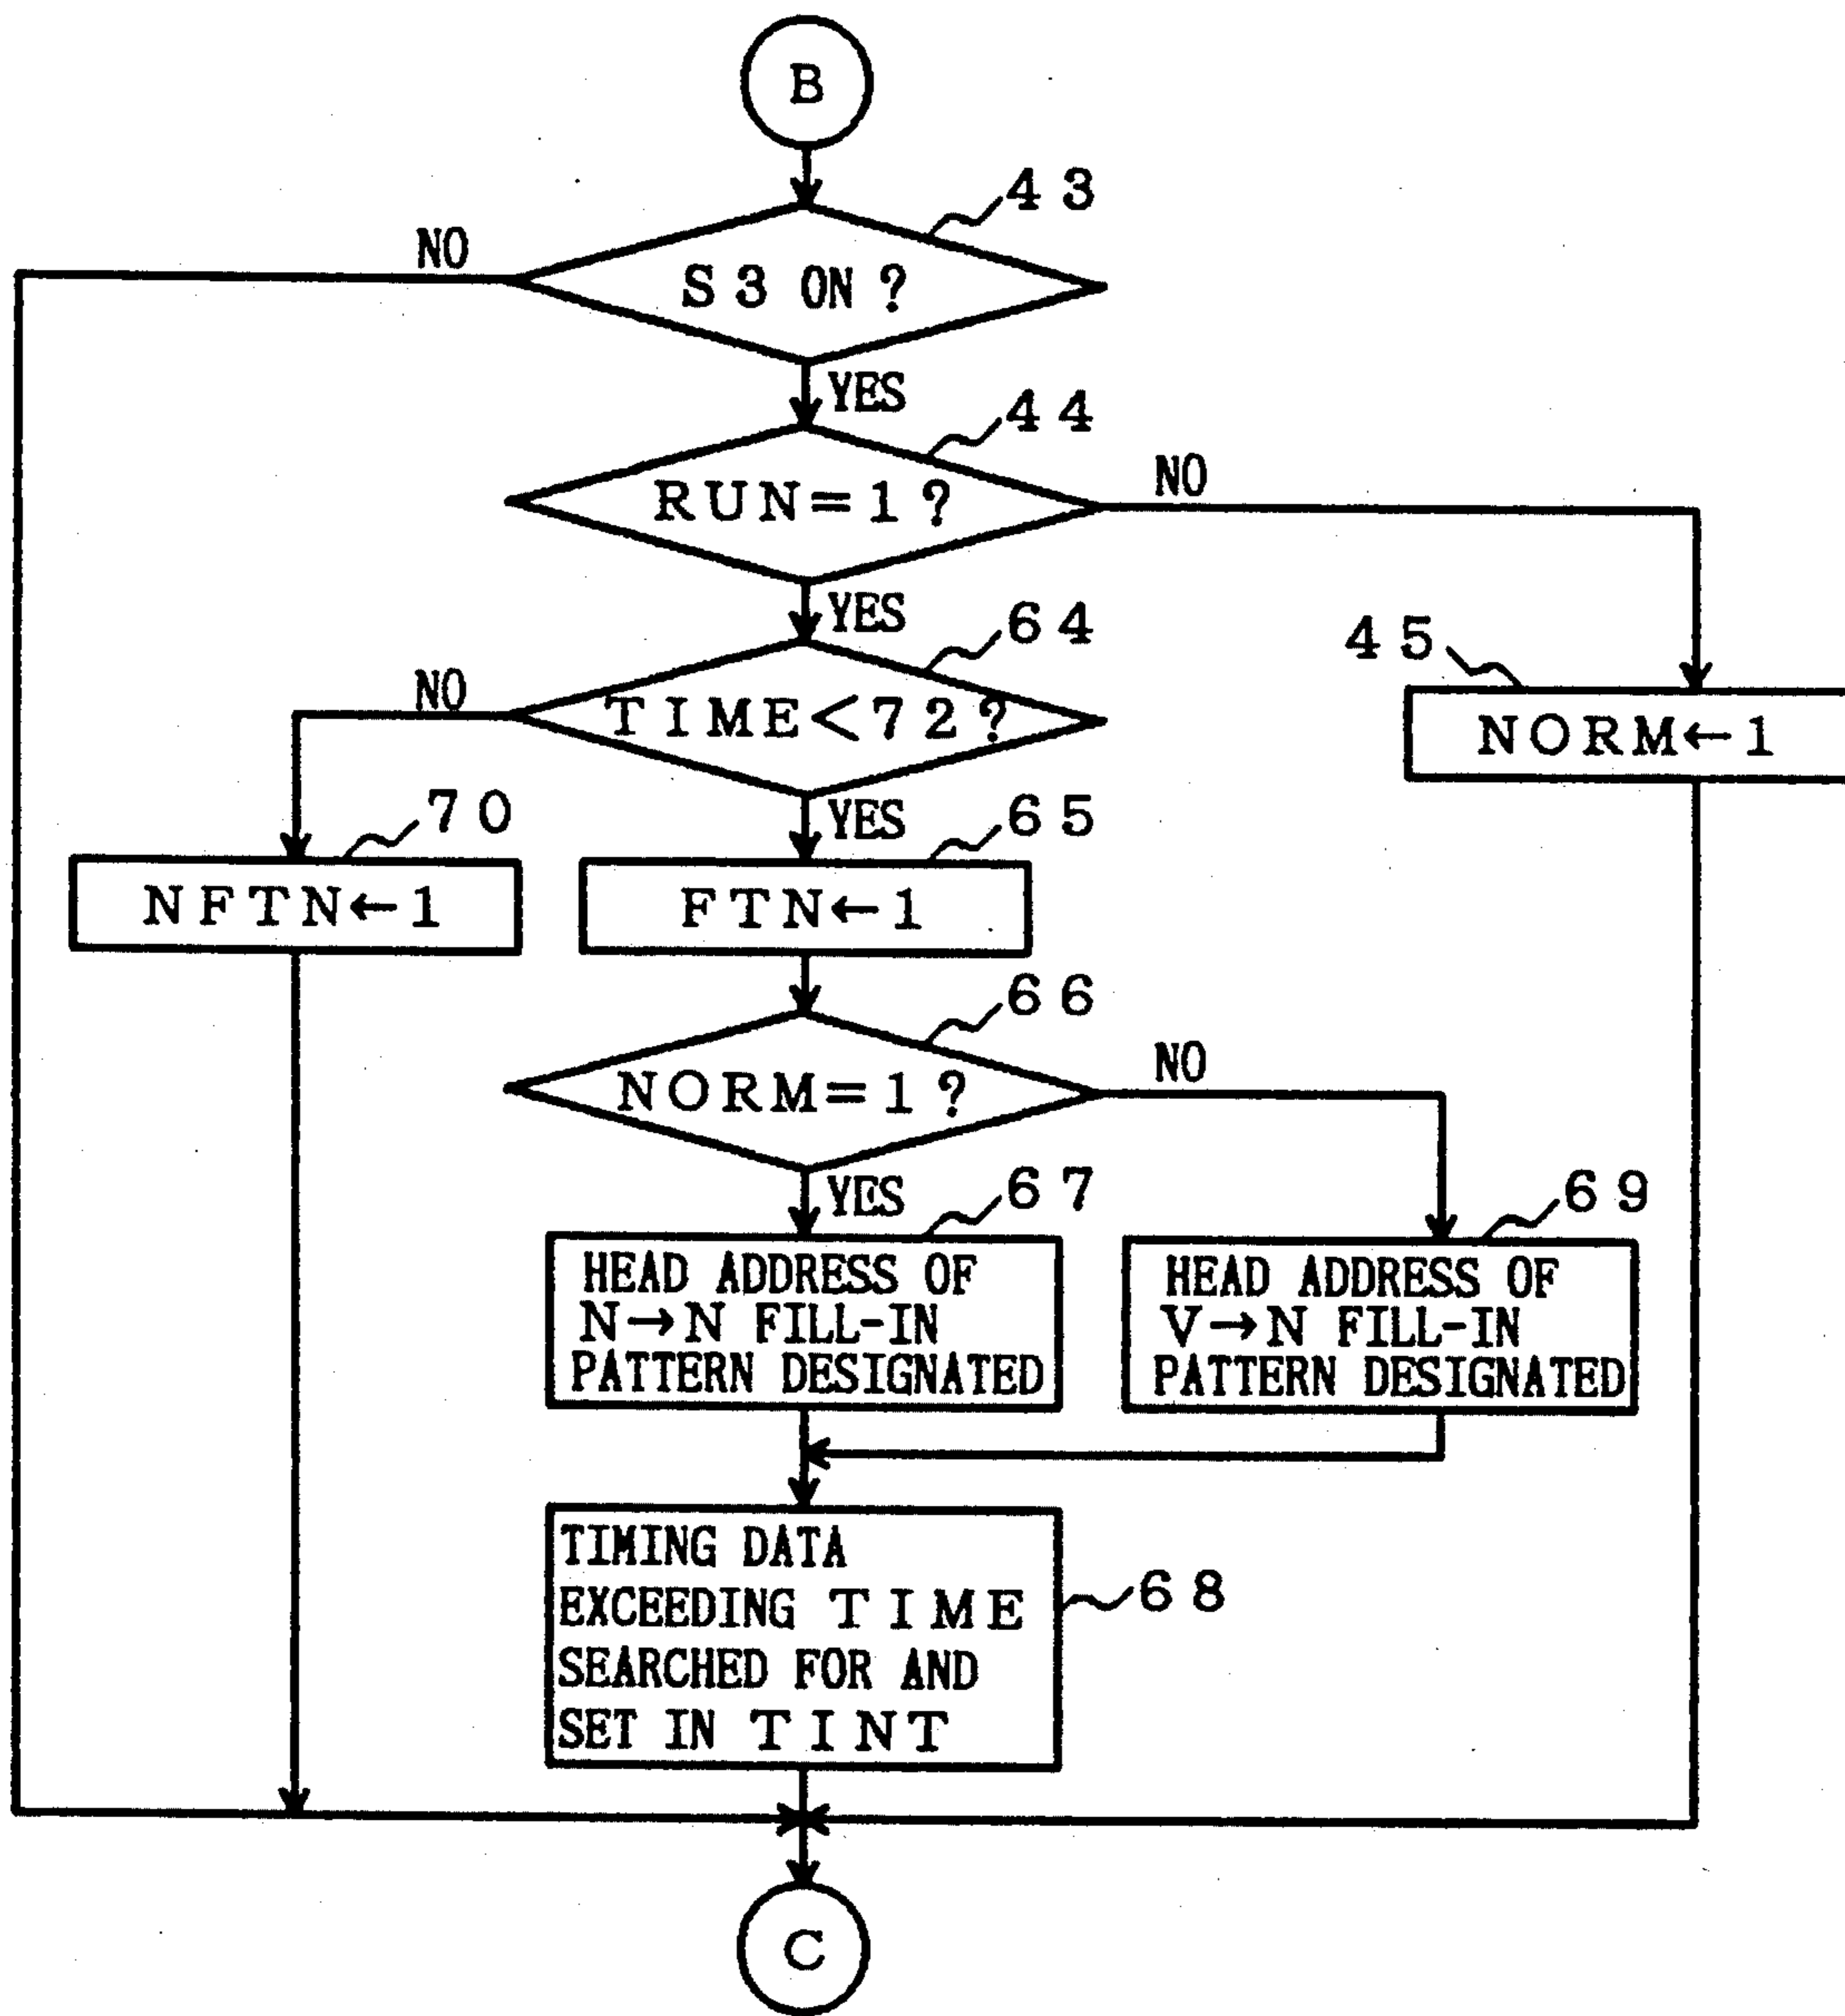 B
43
NO
S3 ON?
YES
44
RUN=1?
NO
YES
64
45
NO
TIME<72?
NORM←1
70
YES
65
NFTN←1
FTN←1
66
NORM=1?
NO
YES
67
69
HEAD ADDRESS OF
N→N FILL-IN
PATTERN DESIGNATED
HEAD ADDRESS OF
V→N FILL-IN
PATTERN DESIGNATED
TIMING DATA
EXCEEDING TIME
SEARCHED FOR AND
SET IN TINT
68
C